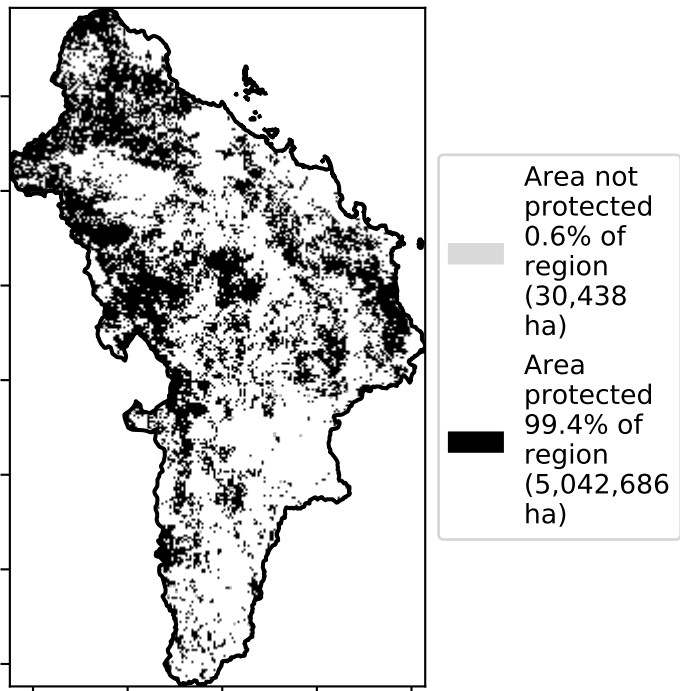 Area not
protected
0.6% of
region
(30,438
ha)
Area
protected
99.4% of
region
(5,042,686
ha)